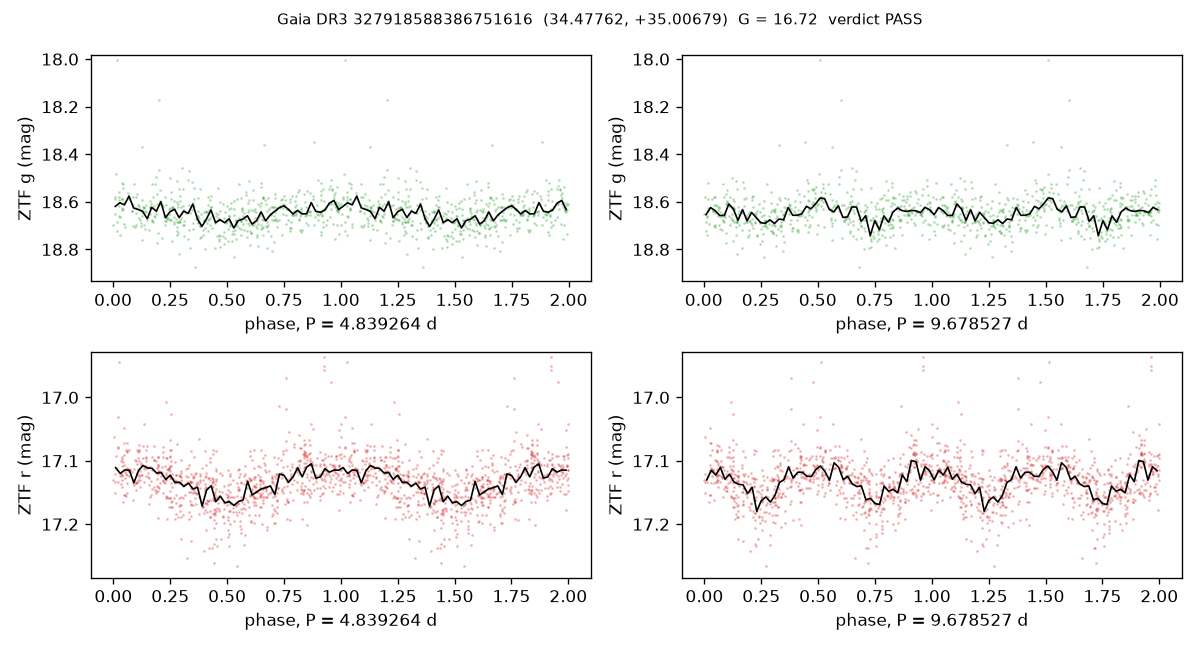 Gaia DR3 327918588386751616 (34.47762, +35.00679) G = 16.72 verdict PASS
ZTF g (mag)
18.0
18.2
18.4
18.6
18.8
0.00 0.25 0.50 0.75 1.00 1.25 1.50 1.75 2.00
phase, P = 4.839264 d
ZTF g (mag)
18.0
18.2
18.4
18.6
18.8
0.00 0.25 0.50 0.75 1.00 1.25 1.50 1.75 2.00
phase, P = 9.678527 d
ZTF r (mag)
17.0
17.1
17.2
0.00 0.25 0.50 0.75 1.00 1.25 1.50 1.75 2.00
phase, P = 4.839264 d
ZTF r (mag)
17.0
17.1
17.2
0.00 0.25 0.50 0.75 1.00 1.25 1.50 1.75 2.00
phase, P = 9.678527 d